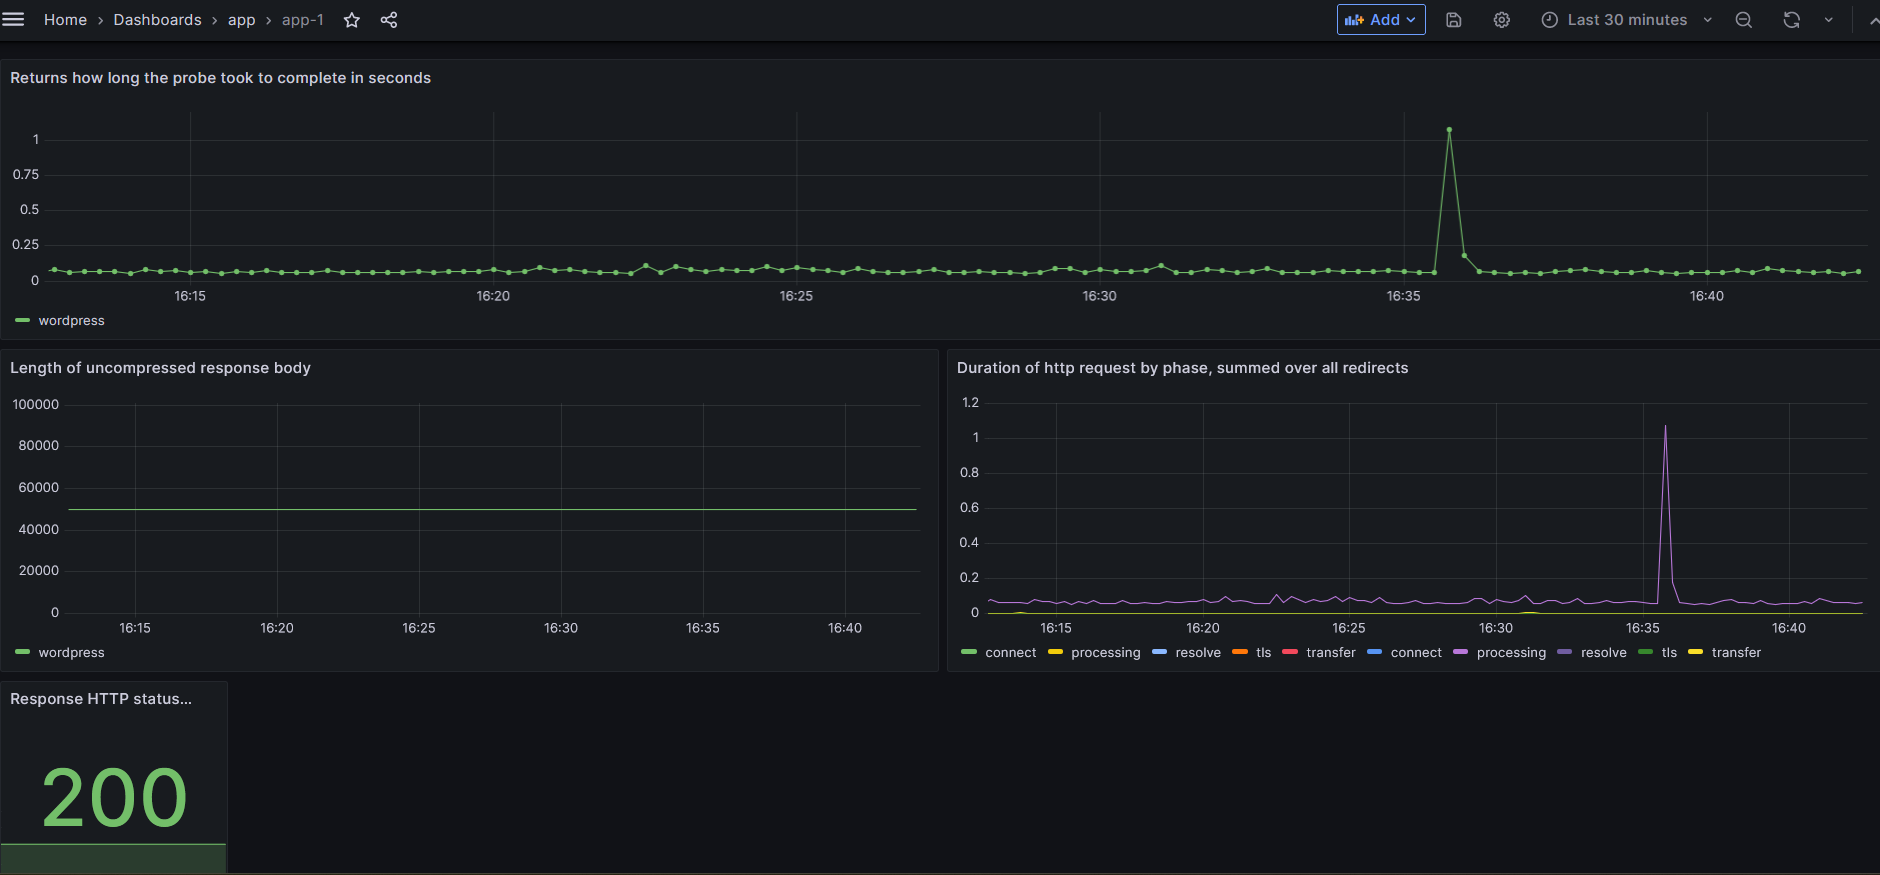 Home › Dashboards › app › app-1
Add
Last 30 minutes
Returns how long the probe took to complete in seconds
1
0.75
0.5
0.25
0
16:15 16:20 16:25 16:30 16:35 16:40
wordpress
Length of uncompressed response body
100000
80000
60000
40000
20000
0
16:15 16:20 16:25 16:30 16:35 16:40
wordpress
Duration of http request by phase, summed over all redirects
1.2
1
0.8
0.6
0.4
0.2
0
16:15 16:20 16:25 16:30 16:35 16:40
connect processing resolve tls transfer connect processing resolve tls transfer
Response HTTP status...
200